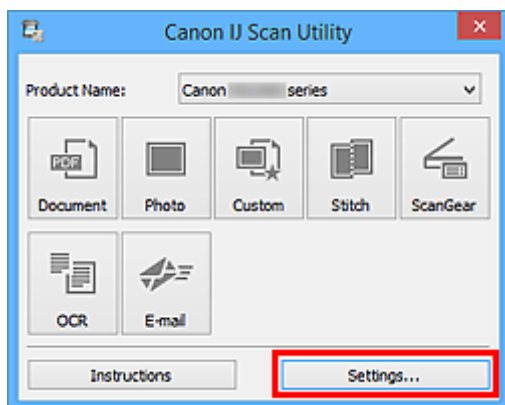 Canon IJ Scan Utility
Product Name: Canon series
PDF
Document Photo Custom Stitch ScanGear
OCR E-mail
Instructions Settings...